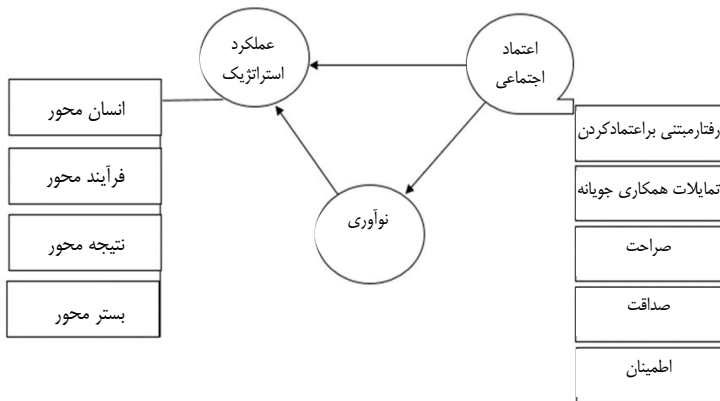 اعتماد
اجتماعی
عملکرد
استراتژیک
نوآوری
رفتارمبتنی براعتمادکردن
تمایلات همکاری جویانه
صراحت
صداقت
اطمینان
انسان محور
فرآیند محور
نتیجه محور
بستر محور